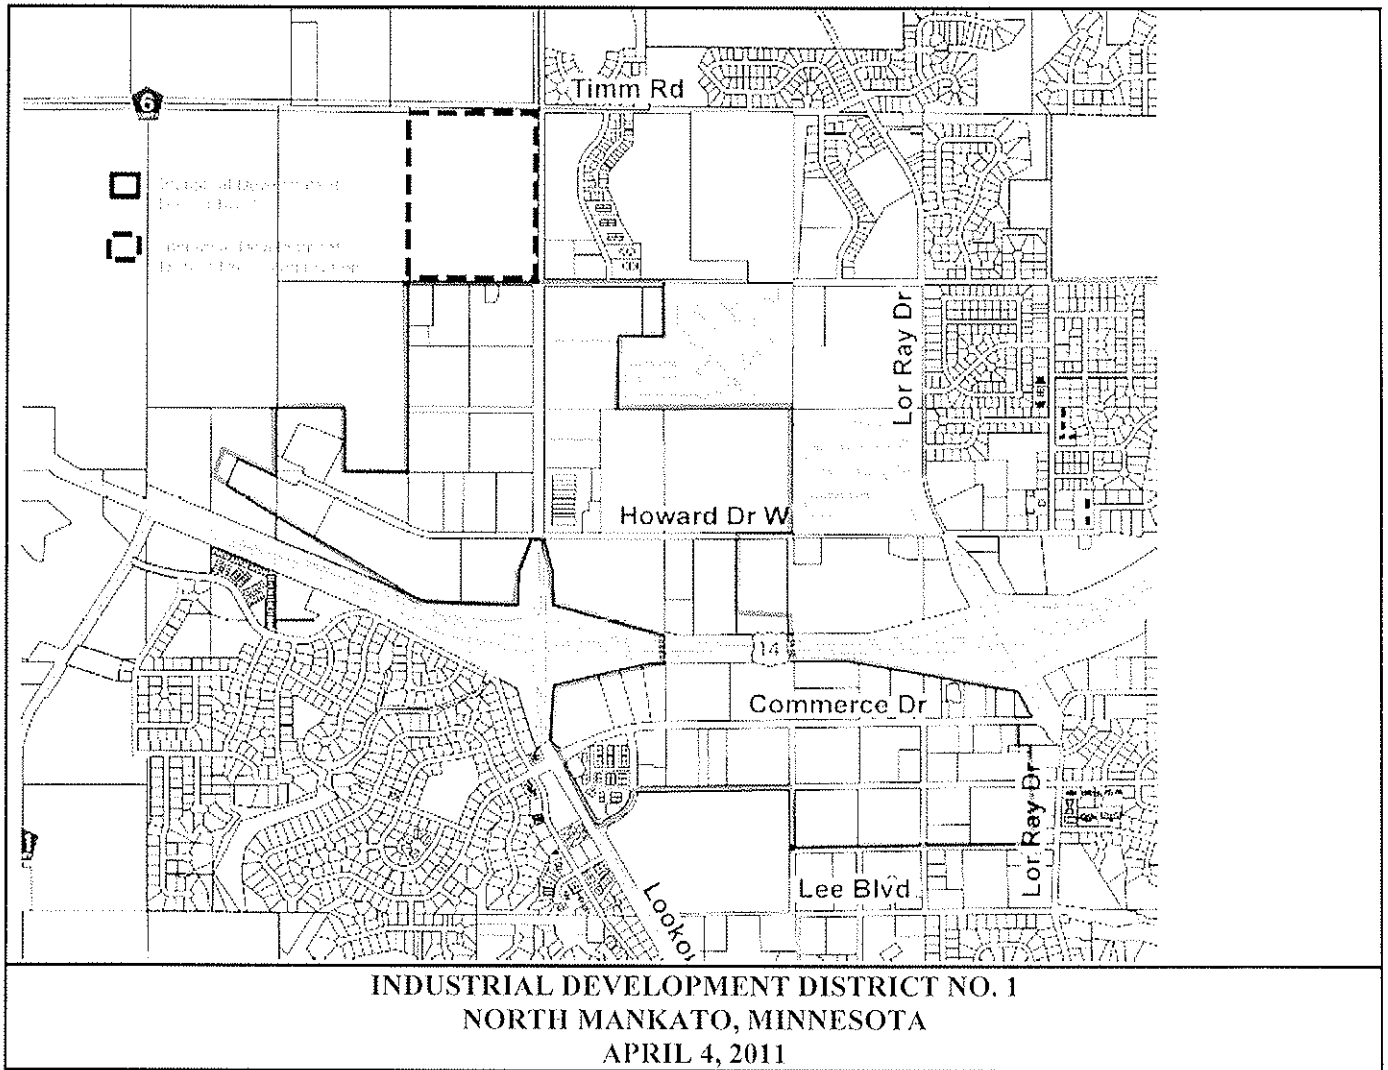 Timm Rd
6
Lor Ray Dr
Howard Dr W
14
Commerce Dr
Lor Ray Dr
Lee Blvd
INDUSTRIAL DEVELOPMENT DISTRICT NO. 1
NORTH MANKATO, MINNESOTA
APRIL 4, 2011